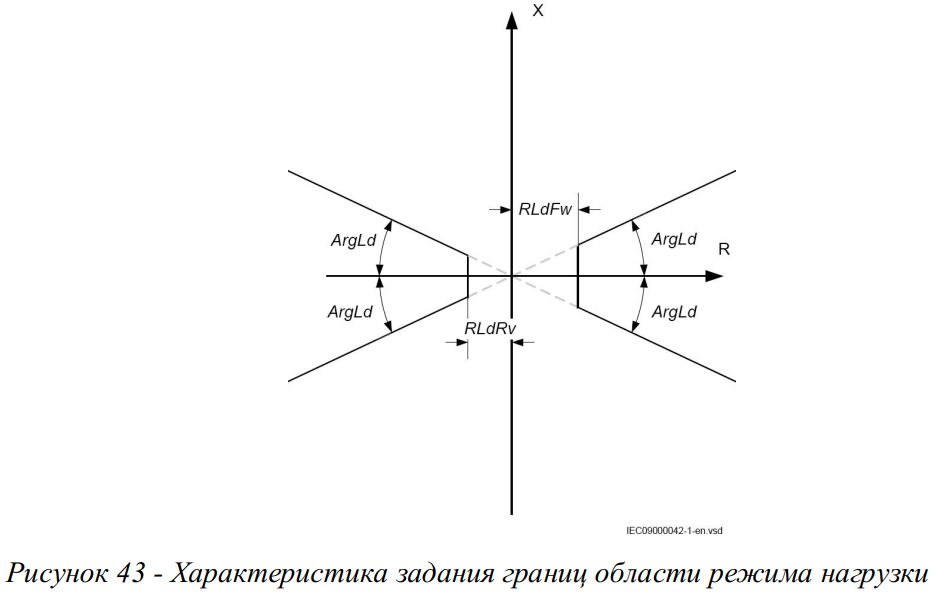 X
RLdFw
ArgLd
ArgLd
R
ArgLd
ArgLd
RLdRv
IEC09000042-1-en.vsd
Рисунок 43 - Характеристика задания границ области режима нагрузки